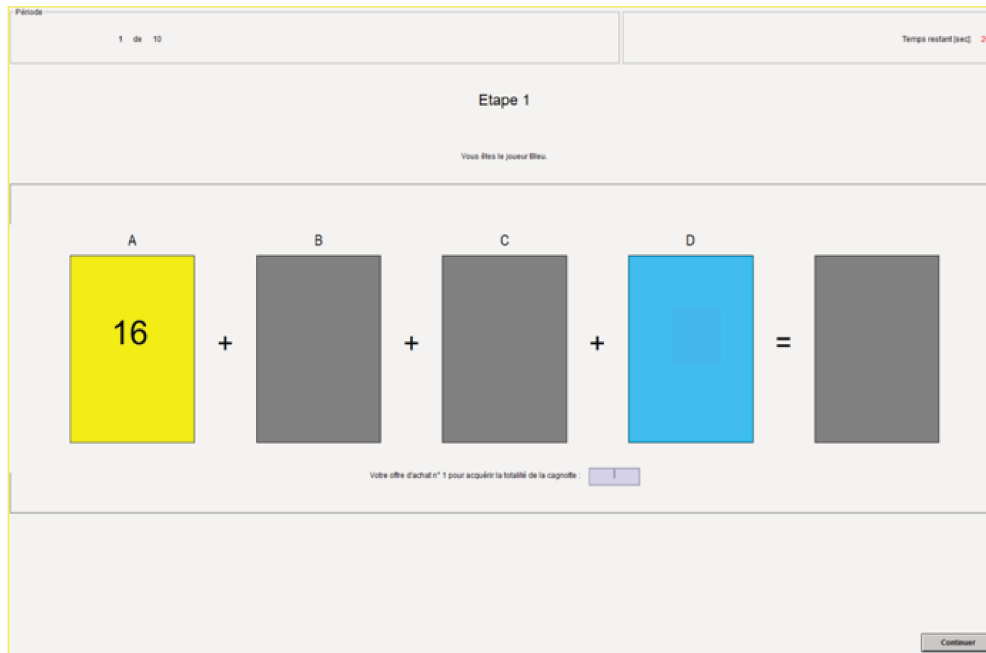 Période
1 de 10
Temps restant [sec]: 2
Etape 1
Vous êtes le joueur Bleu.
A B C D
16 + + + =
Votre offre d'achat n° 1 pour acquérir la totalité de la cagnotte :
Continuer